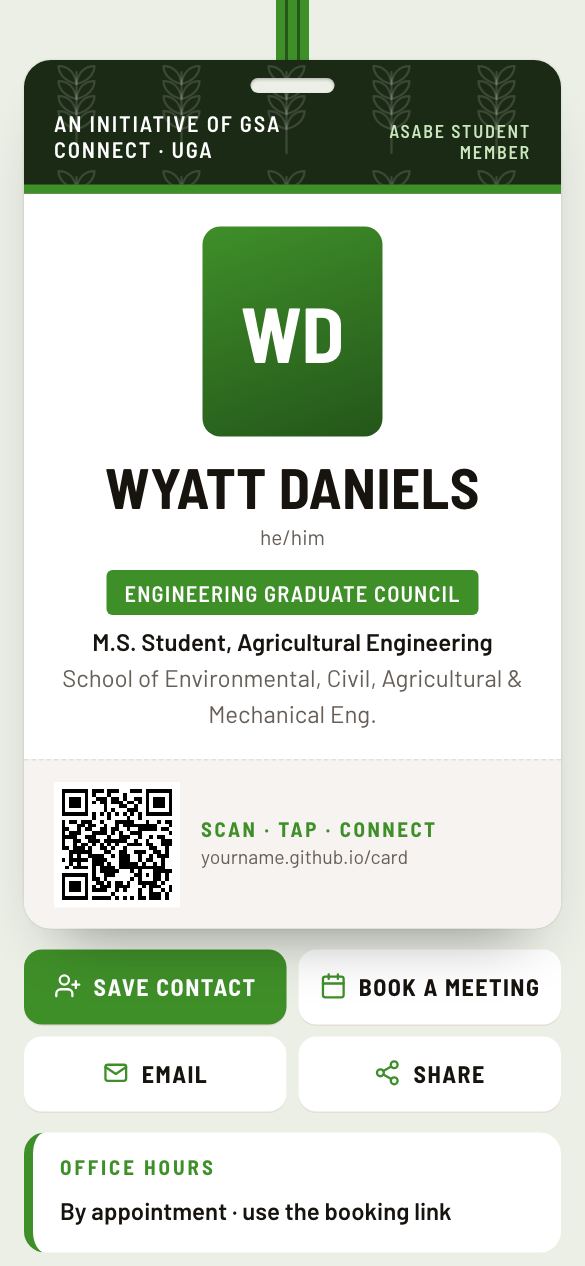 AN INITIATIVE OF GSA
CONNECT · UGA
ASABE STUDENT
MEMBER
WD
WYATT DANIELS
he/him
ENGINEERING GRADUATE COUNCIL
M.S. Student, Agricultural Engineering
School of Environmental, Civil, Agricultural &
Mechanical Eng.
SCAN · TAP · CONNECT
yourname.github.io/card
SAVE CONTACT
BOOK A MEETING
EMAIL
SHARE
OFFICE HOURS
By appointment · use the booking link